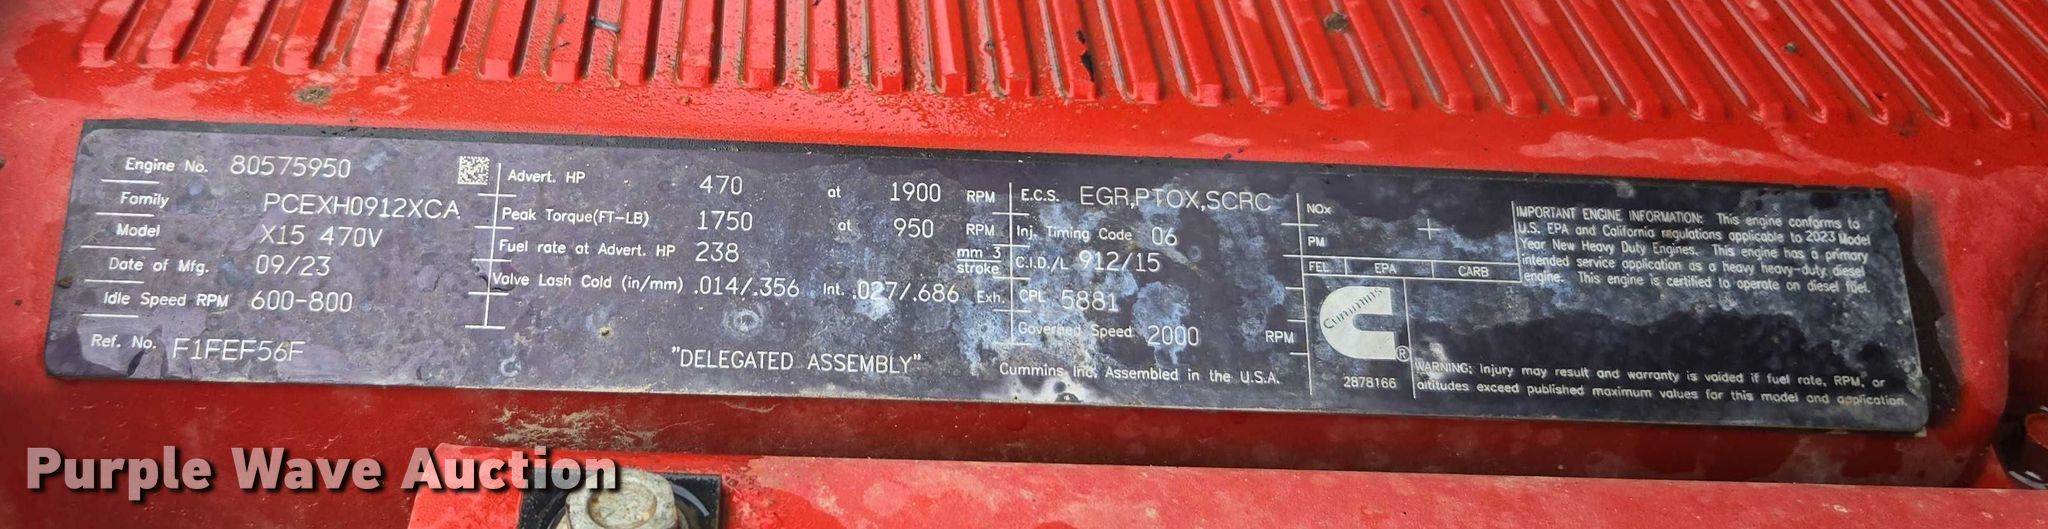 Engine No. 80575950
Family PCEXH0912XCA
Model X15 470V
Date of Mfg. 09/23
Idle Speed RPM 600-800
Ref. No. F1FEF56F
Advert. HP 470 at 1900 RPM
Peak Torque(FT-LB) 1750 at 950 RPM
Fuel rate at Advert. HP 238 mm 3
stroke
Valve Lash Cold (in/mm) .014/.356 Int. .027/.686 Exh.
"DELEGATED ASSEMBLY"
E.C.S. EGR,PTOX,SCRC
Inj. Timing Code 06
C.I.D./L 912/15
CPL 5881
Governed Speed 2000 RPM
Cummins Inc. Assembled in the U.S.A.
NOx
PM
FEL EPA CARB
Cummins
®
2878166
IMPORTANT ENGINE INFORMATION: This engine conforms to
U.S. EPA and California regulations applicable to 2023 Model
Year New Heavy Duty Engines. This engine has a primary
intended service application as a heavy heavy-duty diesel
engine. This engine is certified to operate on diesel fuel.
WARNING: Injury may result and warranty is voided if fuel rate, RPM, or
altitudes exceed published maximum values for this model and application.
Purple Wave Auction